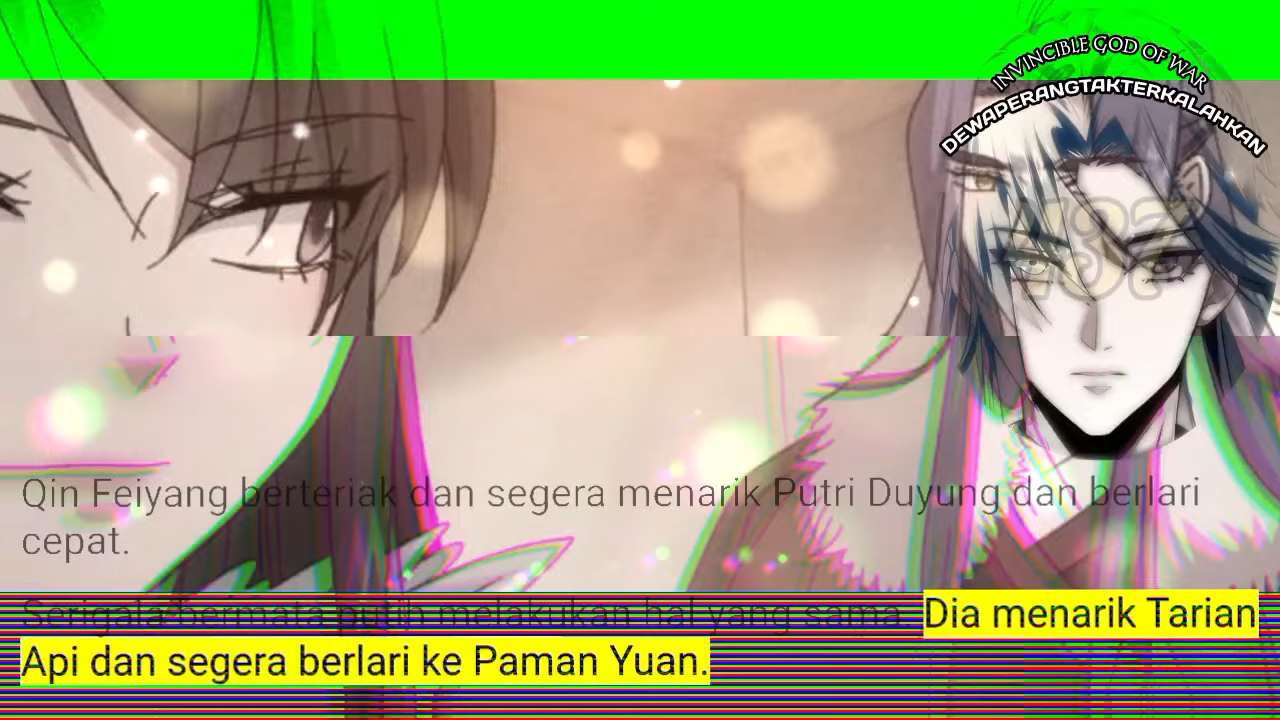 INVINCIBLE GOD OF WAR
DEWAPERANGTAKTERKALAHKAN
487
Qin Feiyang berteriak dan segera menarik Putri Duyung dan berlari
cepat.
Serigala bermata putih melakukan hal yang sama. Dia menarik Tarian
Api dan segera berlari ke Paman Yuan.